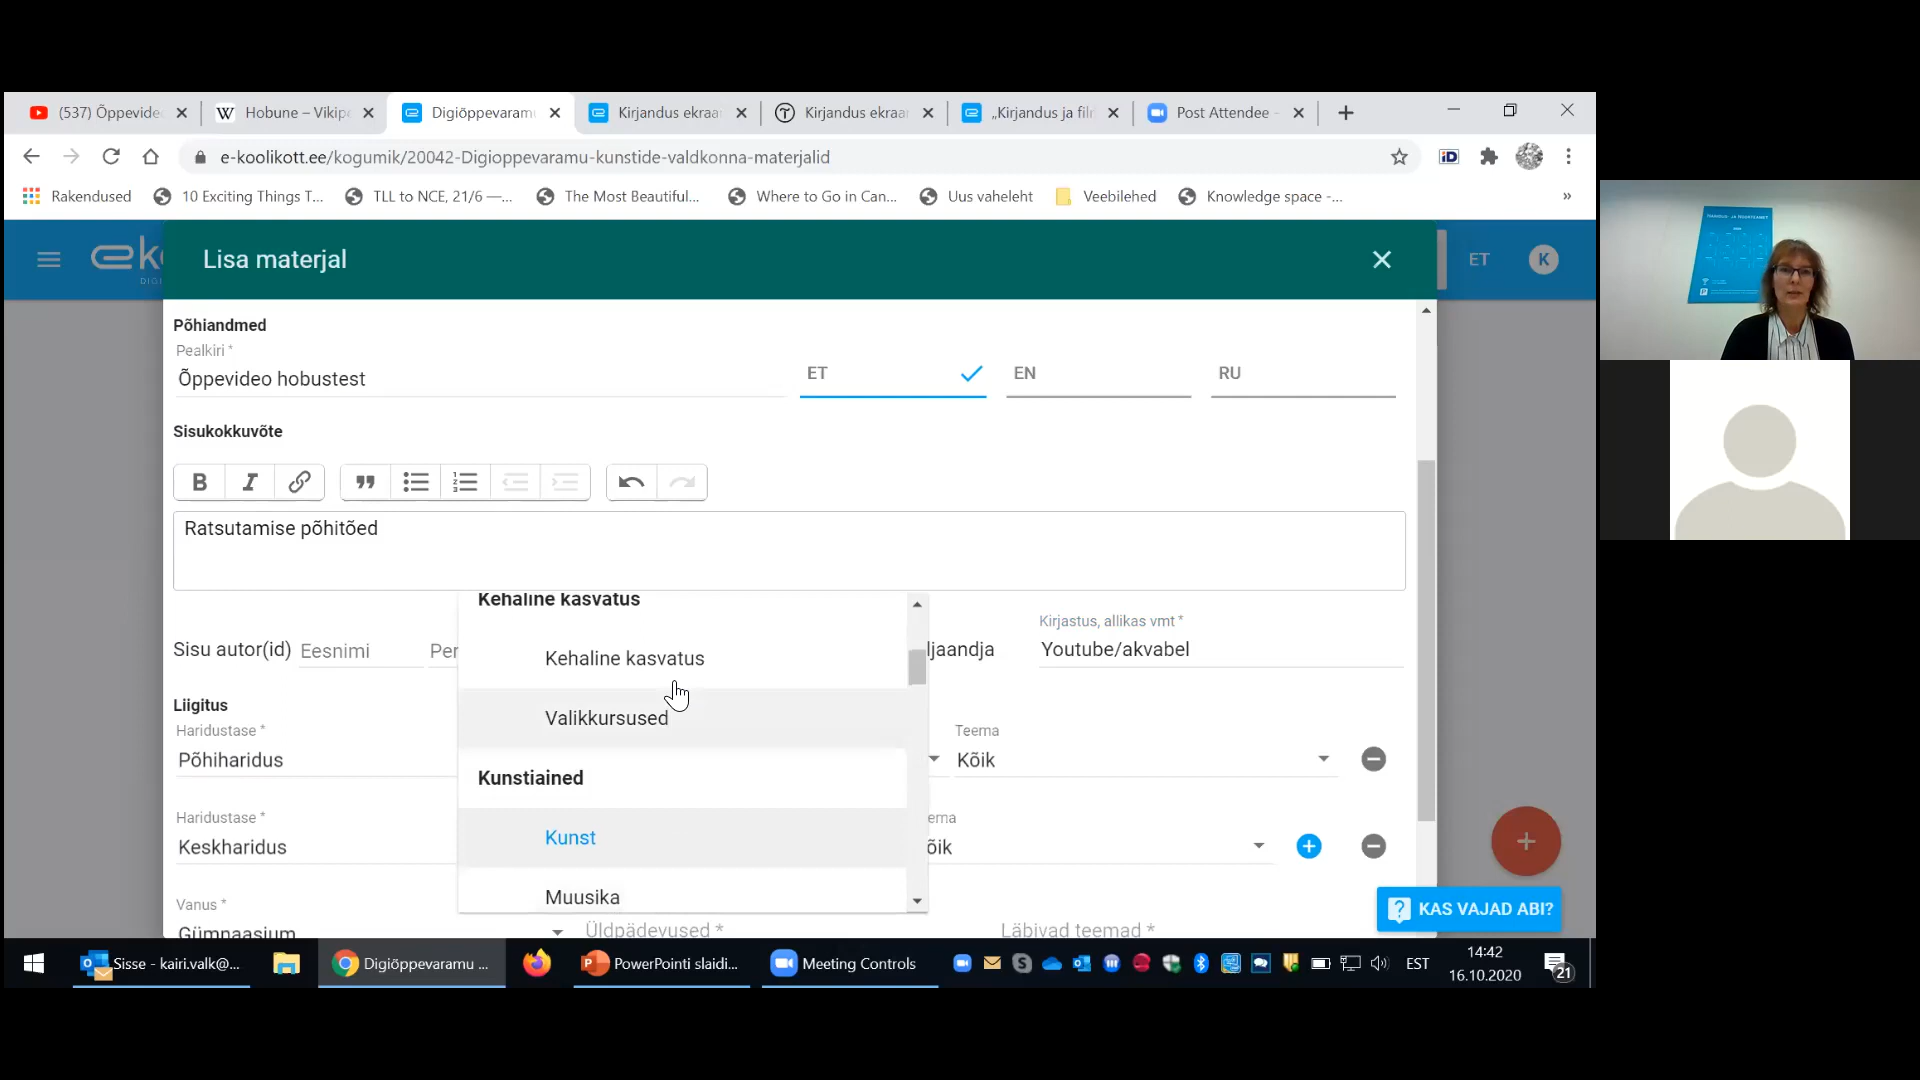 (537) Õppevide
Hobune – Vikip
Digiõppevaramu
Kirjandus ekraa
Kirjandus ekraa
„Kirjandus ja fil
Post Attendee -
e-koolikott.ee/kogumik/20042-Digioppevaramu-kunstide-valdkonna-materjalid
iD
Rakendused
10 Exciting Things T...
TLL to NCE, 21/6 —,...
The Most Beautiful...
Where to Go in Can...
Uus vaheleht
Veebilehed
Knowledge space -...
»
Lisa materjal
ET
K
Põhiandmed
Pealkiri *
Õppevideo hobustest
ET
EN
RU
Sisukokkuvõte
B I
Ratsutamise põhitõed
Kehaline kasvatus
Kehaline kasvatus
Valikkursused
Kunstiained
Kunst
Muusika
Sisu autor(id)
Eesnimi
Per
ljaandja
Kirjastus, allikas vmt *
Youtube/akvabel
Liigitus
Haridustase *
Põhiharidus
Teema
Kõik
Haridustase *
Keskharidus
ema
õik
Vanus *
Gümnaasium
Üldpädevused *
Läbivad teemad *
KAS VAJAD ABI?
Sisse - kairi.valk@...
Digiõppevaramu ...
PowerPointi slaidi...
Meeting Controls
EST
14:42
16.10.2020
21